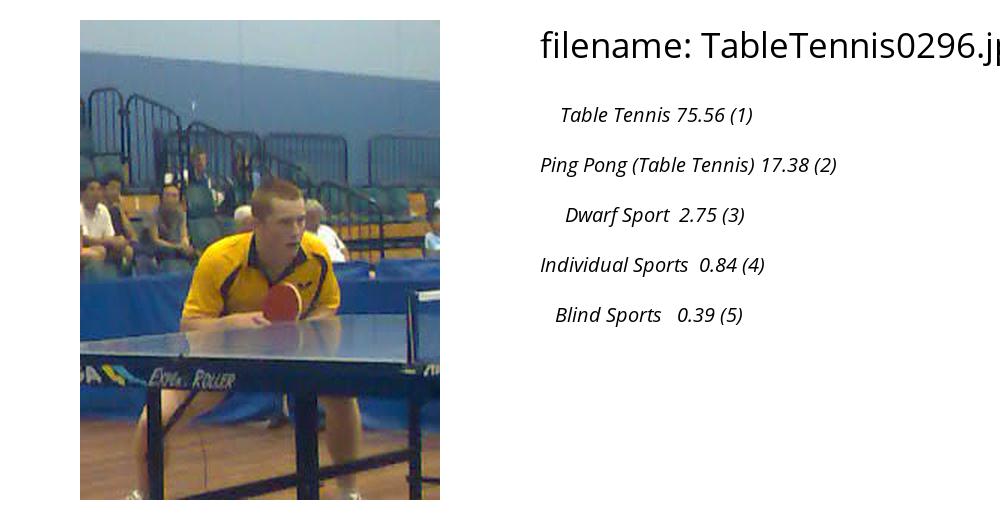 filename: TableTennis0296.jp
Table Tennis 75.56 (1)
Ping Pong (Table Tennis) 17.38 (2)
Dwarf Sport 2.75 (3)
Individual Sports 0.84 (4)
Blind Sports 0.39 (5)
ROLLER